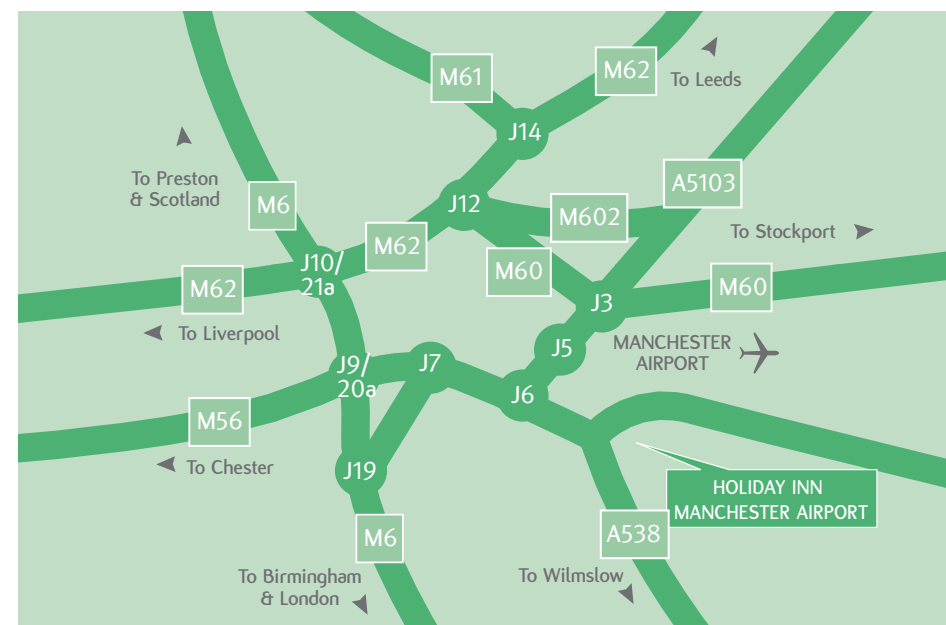 M61
M62
To Leeds
J14
To Preston
& Scotland
A5103
M6
J12
M602
M62
To Stockport
J10/
21a
M60
M62
M60
J3
To Liverpool
MANCHESTER
AIRPORT
J5
J9/
20a
J7
J6
M56
To Chester
J19
HOLIDAY INN
MANCHESTER AIRPORT
M6
A538
To Birmingham
& London
To Wilmslow